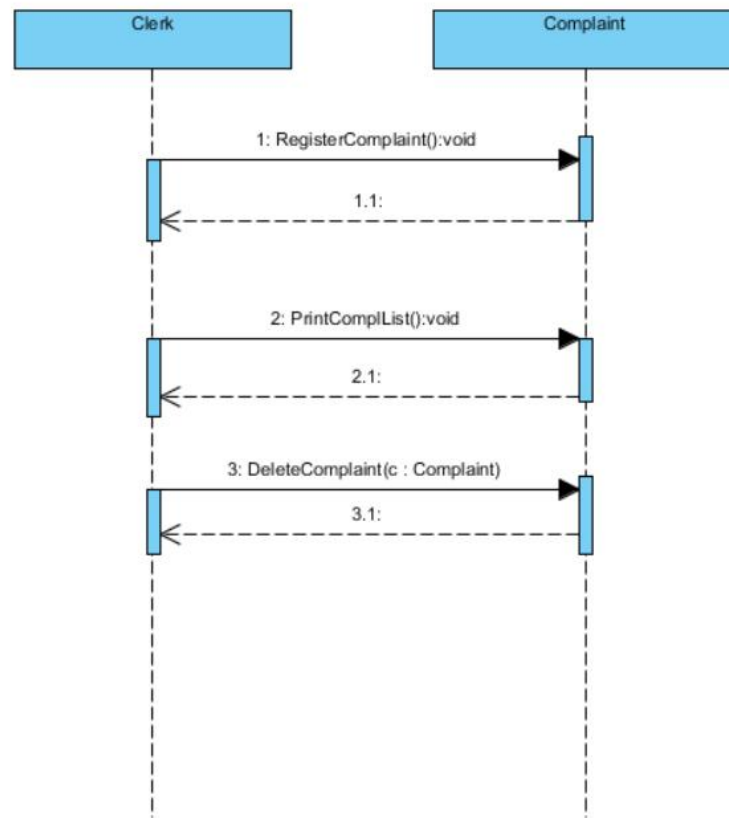 Clerk
Complaint
1: RegisterComplaint():void
1.1:
2: PrintComplList():void
2.1:
3: DeleteComplaint(c : Complaint)
3.1: